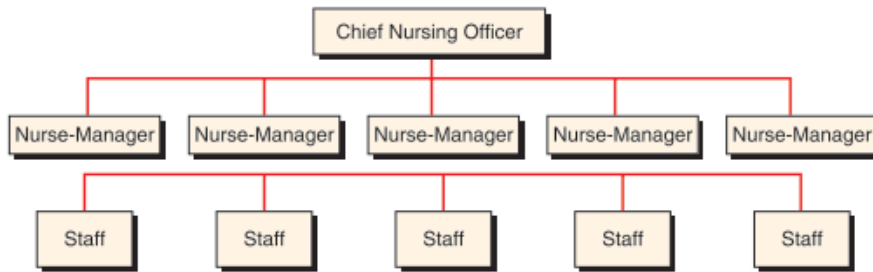 Chief Nursing Officer
Nurse-Manager Nurse-Manager Nurse-Manager Nurse-Manager Nurse-Manager
Staff Staff Staff Staff Staff